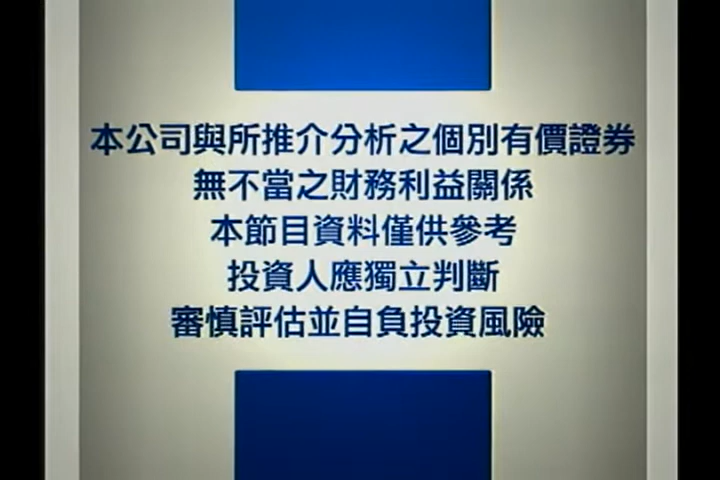 本公司與所推介分析之個別有價證券
無不當之財務利益關係
本節目資料僅供參考
投資人應獨立判斷
審慎評估並自負投資風險